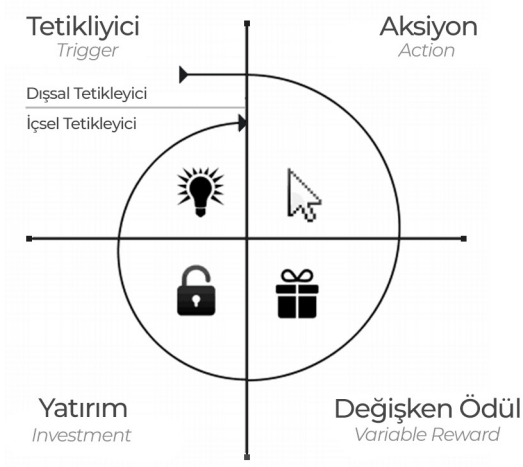 Tetikliyici
Trigger
Aksiyon
Action
Dışsal Tetikleyici
İçsel Tetikleyici
Yatırım
Investment
Değişken Ödül
Variable Reward